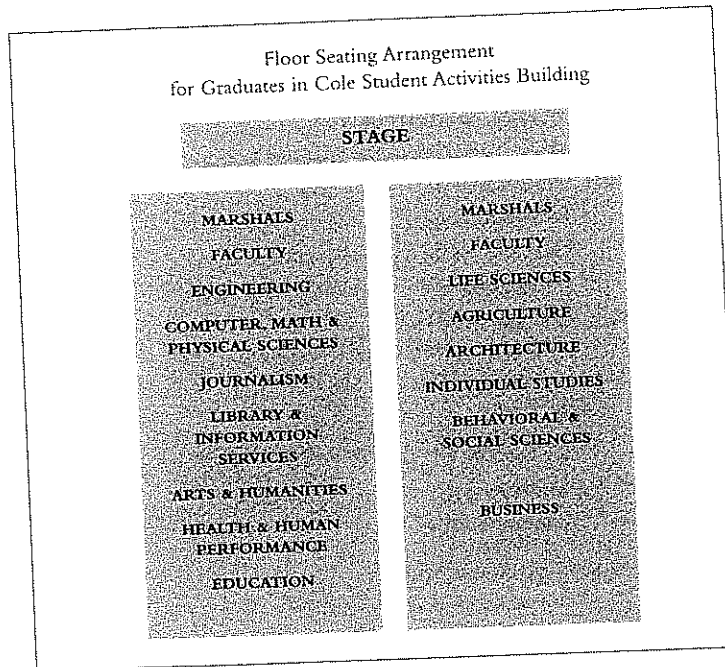 Floor Seating Arrangement
for Graduates in Cole Student Activities Building
STAGE
MARSHALS
FACULTY
ENGINEERING
COMPUTER, MATH &
PHYSICAL SCIENCES
JOURNALISM
LIBRARY &
INFORMATION
SERVICES
ARTS & HUMANITIES
HEALTH & HUMAN
PERFORMANCE
EDUCATION
MARSHALS
FACULTY
LIFE SCIENCES
AGRICULTURE
ARCHITECTURE
INDIVIDUAL STUDIES
BEHAVIORAL &
SOCIAL SCIENCES
BUSINESS